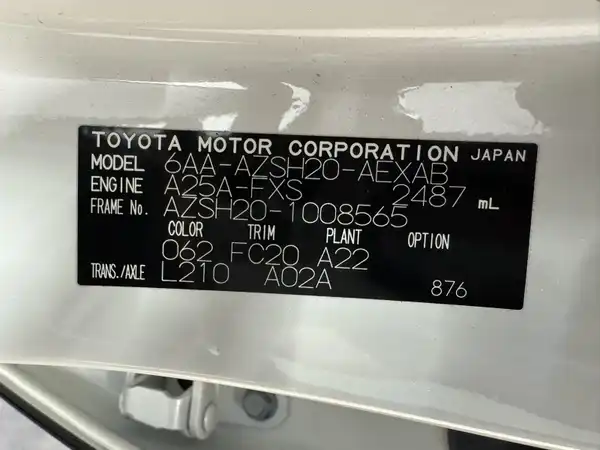 TOYOTA MOTOR CORPORATION JAPAN
MODEL 6AA-AZSH20-AEXAB
ENGINE A25A-FXS 2487 mL
FRAME No. AZSH20-1008565
COLOR TRIM PLANT OPTION
062 FC20 A22
TRANS./AXLE L210 A02A 876